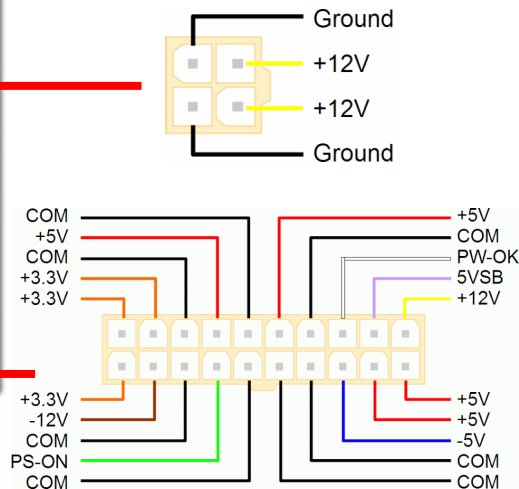 Ground
+12V
+12V
Ground
COM
+5V
COM
+3.3V
+3.3V
+5V
COM
PW-OK
5VSB
+12V
+3.3V
-12V
COM
PS-ON
COM
+5V
+5V
-5V
COM
COM